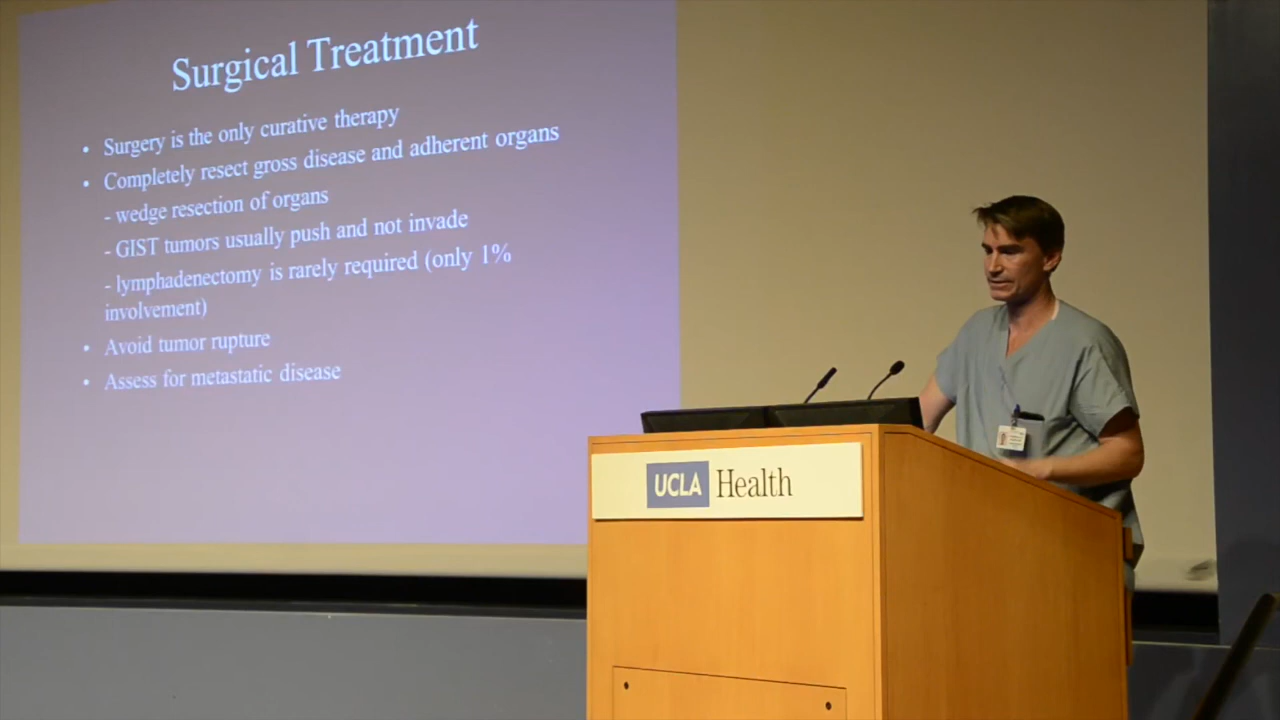 Surgical Treatment
• Surgery is the only curative therapy
• Completely resect gross disease and adherent organs
- wedge resection of organs
- GIST tumors usually push and not invade
- lymphadenectomy is rarely required (only 1%
involvement)
• Avoid tumor rupture
• Assess for metastatic disease
UCLA Health